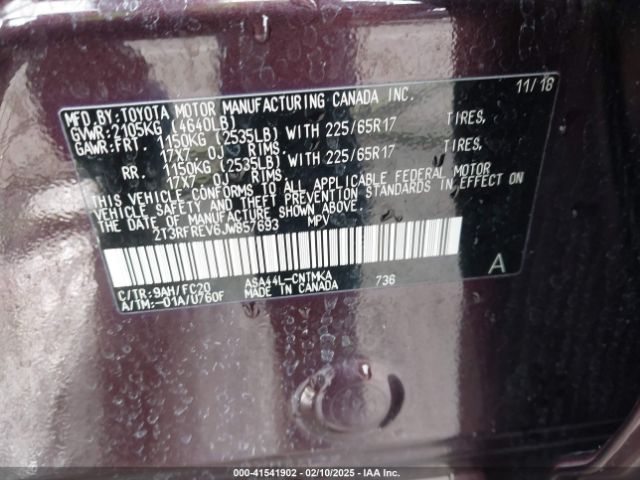 MFD.BY:TOYOTA MOTOR MANUFACTURING CANADA INC. 11/18
GVWR:2105KG (4640LB)
GAWR:FRT. 1150KG (2535LB) WITH 225/65R17 TIRES,
17X7.0J RIMS.
RR. 1150KG (2535LB) WITH 225/65R17 TIRES,
17X7.0J RIMS.
THIS VEHICLE CONFORMS TO ALL APPLICABLE FEDERAL MOTOR
VEHICLE SAFETY AND THEFT PREVENTION STANDARDS IN EFFECT ON
THE DATE OF MANUFACTURE SHOWN ABOVE.
2T3RFREV6JW857693 MPV
A
C/TR:9AH/FC20 ASA44L-CNTMKA 736
A/TM:-01A/U760F MADE IN CANADA
000-41541902 - 02/10/2025 - IAA Inc.